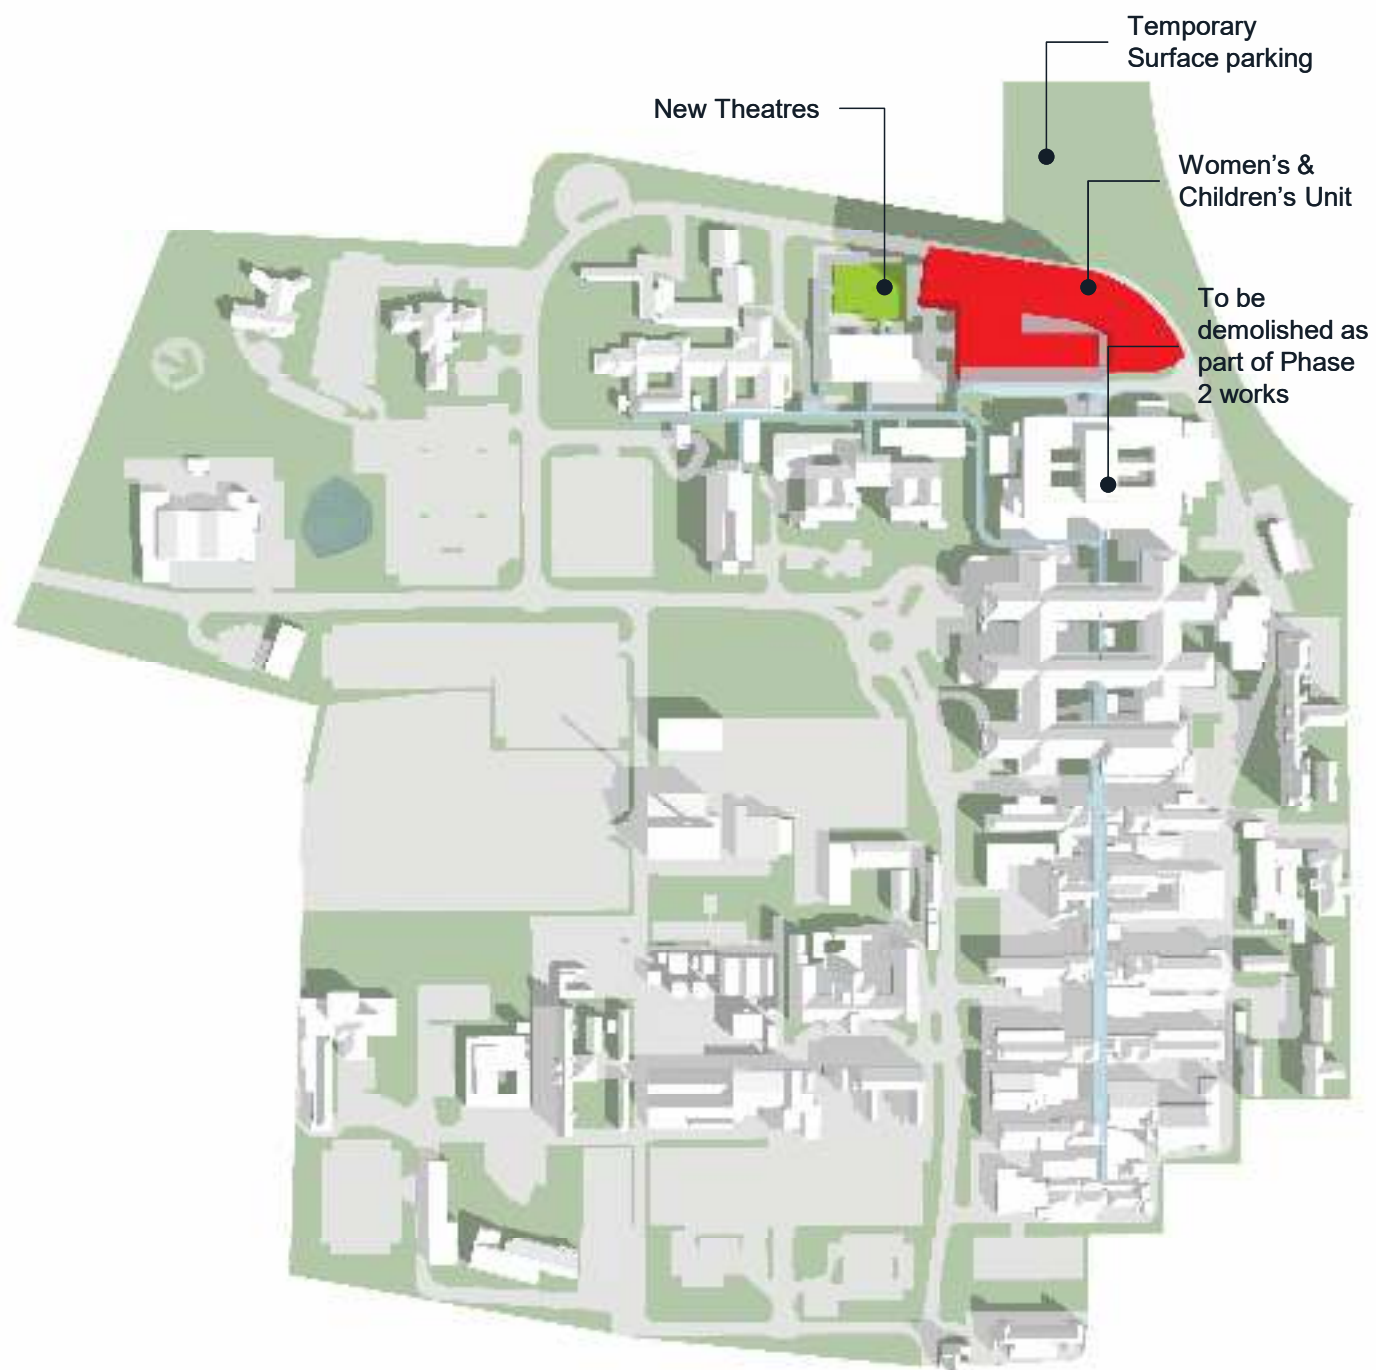 Temporary
Surface parking
New Theatres
Women’s &
Children’s Unit
To be
demolished as
part of Phase
2 works